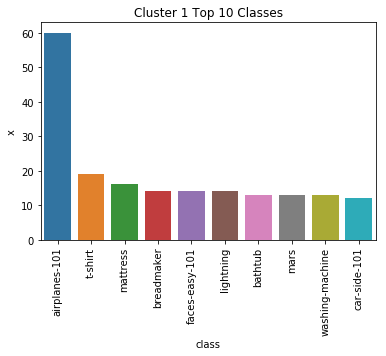 Cluster 1 Top 10 Classes
60
50
40
30
20
10
0
x
airplanes-101
t-shirt
mattress
breadmaker
faces-easy-101
lightning
bathtub
mars
washing-machine
car-side-101
class